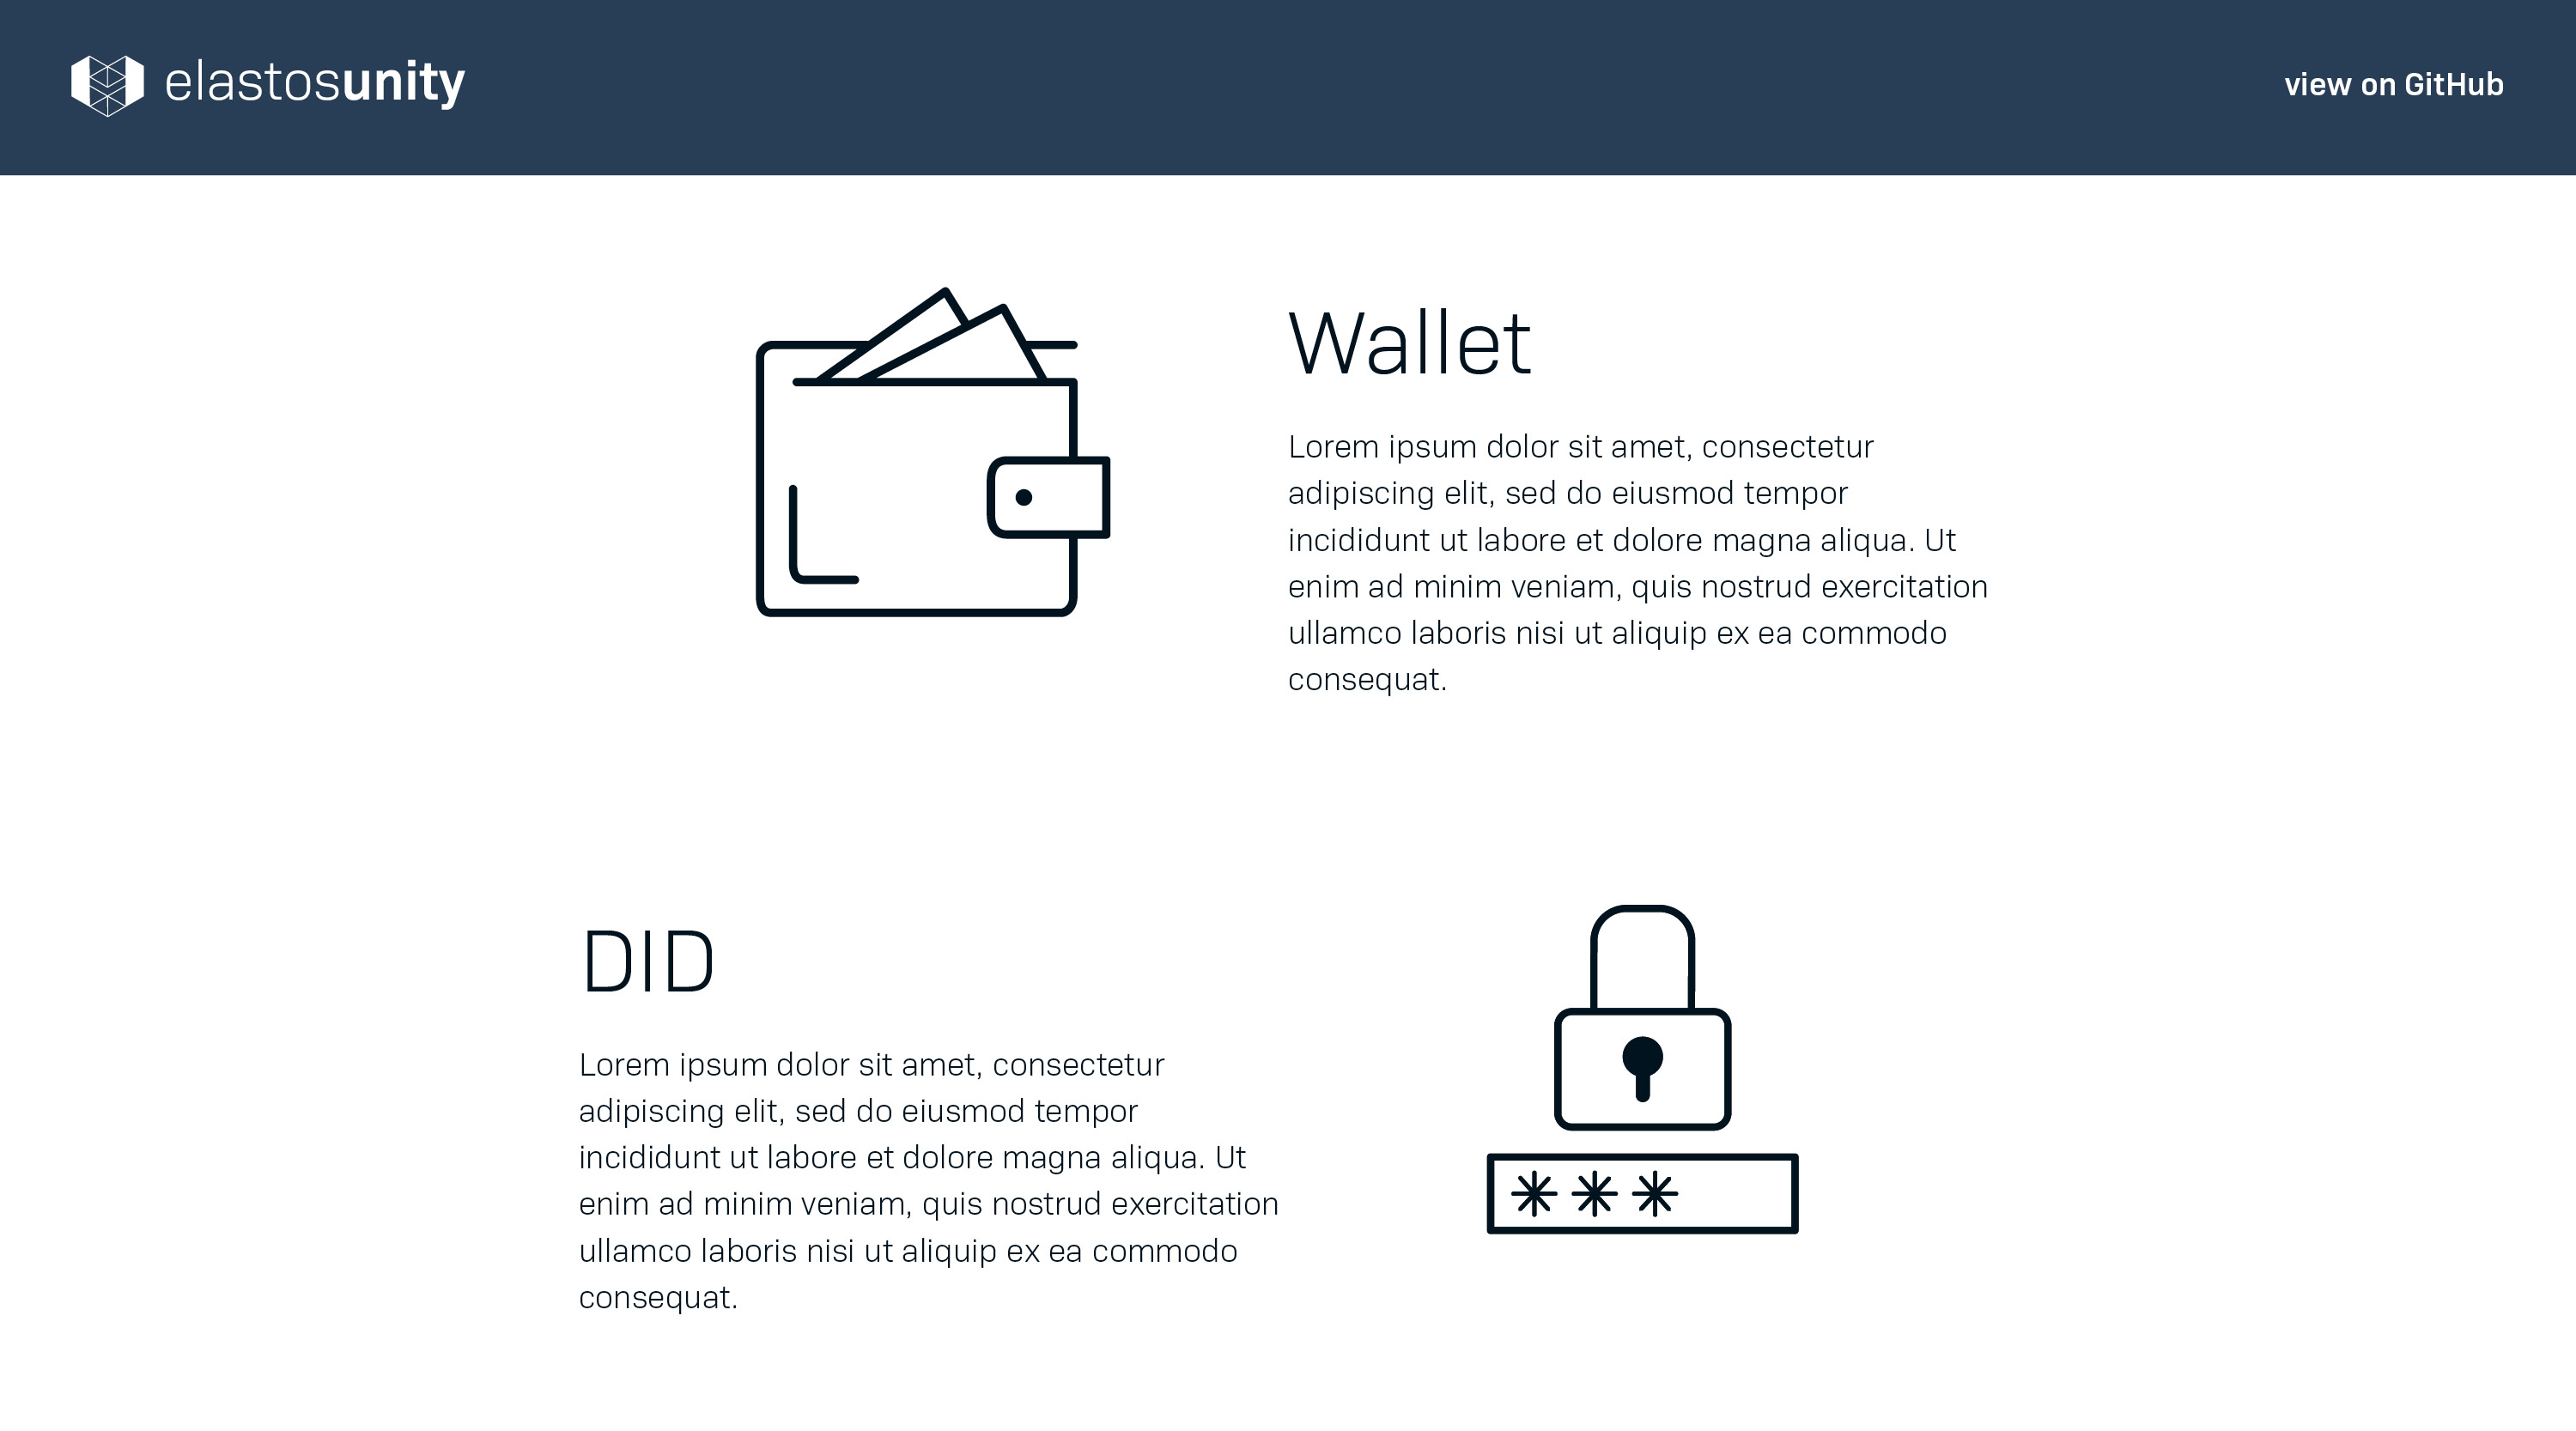 elastosunity
view on GitHub
Wallet
Lorem ipsum dolor sit amet, consectetur
adipiscing elit, sed do eiusmod tempor
incididunt ut labore et dolore magna aliqua. Ut
enim ad minim veniam, quis nostrud exercitation
ullamco laboris nisi ut aliquip ex ea commodo
consequat.
DID
Lorem ipsum dolor sit amet, consectetur
adipiscing elit, sed do eiusmod tempor
incididunt ut labore et dolore magna aliqua. Ut
enim ad minim veniam, quis nostrud exercitation
ullamco laboris nisi ut aliquip ex ea commodo
consequat.